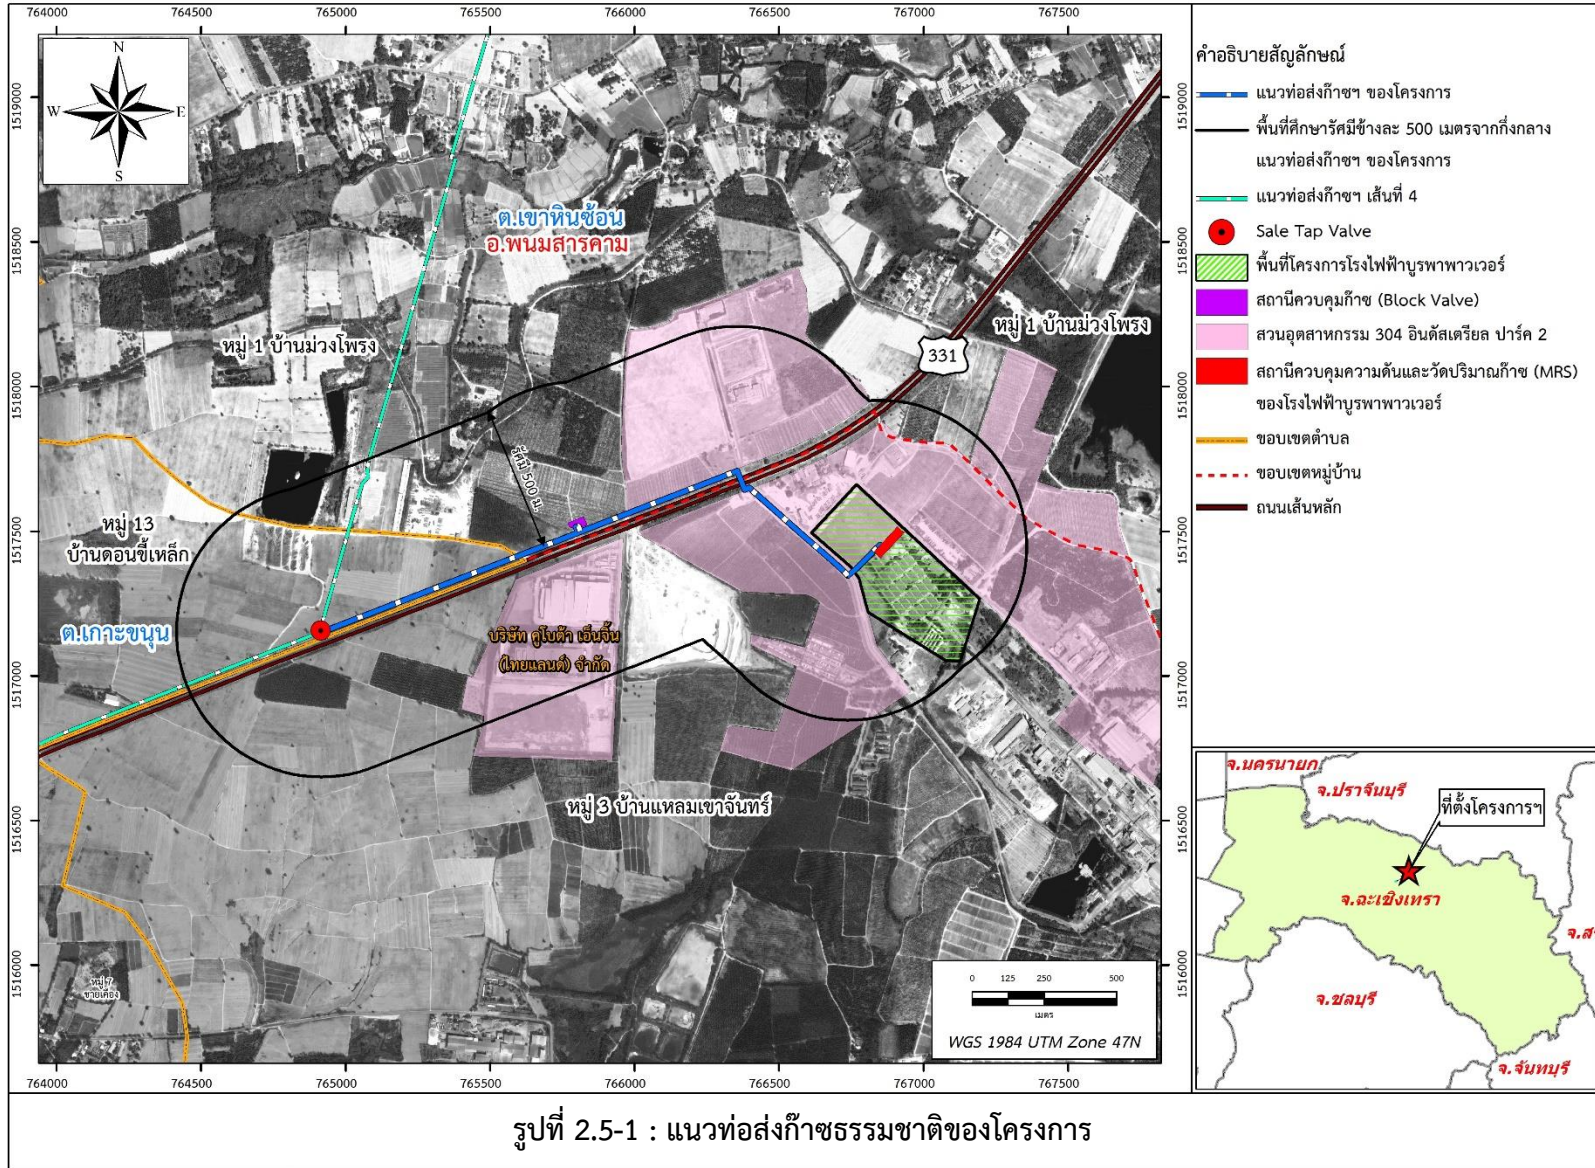 764000 764500 765000 765500 766000 766500 767000 767500
N
W E
S
1519000
1518500
1518000
1517500
1517000
1516500
1516000
ต.เขาหินซ้อน
อ.พนมสารคาม
หมู่ 1 บ้านม่วงโพรง
หมู่ 1 บ้านม่วงโพรง
331
รัศมี 500 ม.
หมู่ 13
บ้านดอนขี้เหล็ก
ต.เกาะขนุน
บริษัท คูโบต้า เอ็นจิ้น
(ไทยแลนด์) จำกัด
หมู่ 3 บ้านแหลมเขาจันทร์
หมู่ 7
0 125 250 500
เมตร
WGS 1984 UTM Zone 47N
1519000
1518500
1518000
1517500
1517000
1516500
1516000
764000 764500 765000 765500 766000 766500 767000 767500
คำอธิบายสัญลักษณ์
แนวท่อส่งก๊าซฯ ของโครงการ
พื้นที่ศึกษารัศมีข้างละ 500 เมตรจากกึ่งกลาง
แนวท่อส่งก๊าซฯ ของโครงการ
แนวท่อส่งก๊าซฯ เส้นที่ 4
Sale Tap Valve
พื้นที่โครงการโรงไฟฟ้าบูรพาพาวเวอร์
สถานีควบคุมก๊าซ (Block Valve)
สวนอุตสาหกรรม 304 อินดัสเตรียล ปาร์ค 2
สถานีควบคุมความดันและวัดปริมาณก๊าซ (MRS)
ของโรงไฟฟ้าบูรพาพาวเวอร์
ขอบเขตตำบล
ขอบเขตหมู่บ้าน
ถนนเส้นหลัก
จ.นครนายก
จ.ปราจีนบุรี
ที่ตั้งโครงการฯ
จ.ฉะเชิงเทรา
จ.ส
จ.ชลบุรี
จ.จันทบุรี
รูปที่ 2.5-1 : แนวท่อส่งก๊าซธรรมชาติของโครงการ